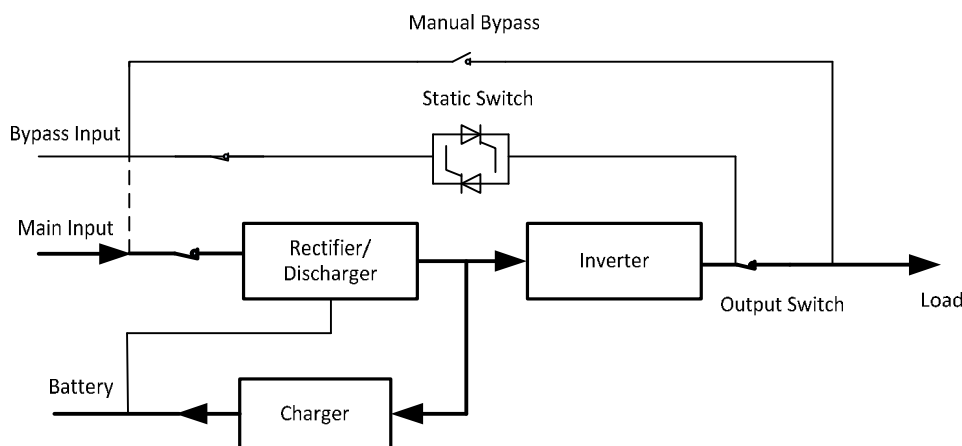 Manual Bypass
Static Switch
Bypass Input
Main Input
Rectifier/
Discharger
Inverter
Output Switch
Load
Battery
Charger